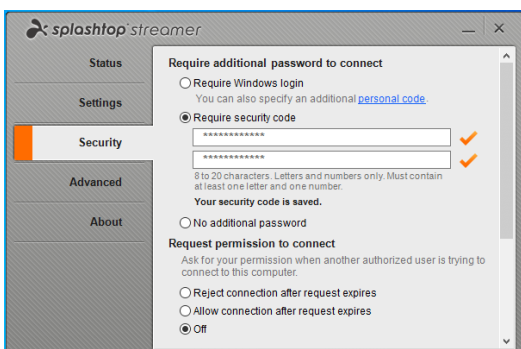 splashtop streamer
Status
Settings
Security
Advanced
About
Require additional password to connect
Require Windows login
You can also specify an additional personal code.
Require security code
************
************
8 to 20 characters. Letters and numbers only. Must contain
at least one letter and one number.
Your security code is saved.
No additional password
Request permission to connect
Ask for your permission when another authorized user is trying to
connect to this computer.
Reject connection after request expires
Allow connection after request expires
Off